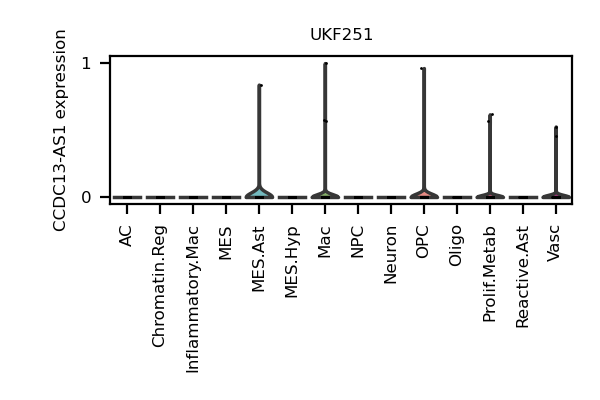 UKF251
CCDC13-AS1 expression
1
0
AC
Chromatin.Reg
Inflammatory.Mac
MES
MES.Ast
MES.Hyp
Mac
NPC
Neuron
OPC
Oligo
Prolif.Metab
Reactive.Ast
Vasc